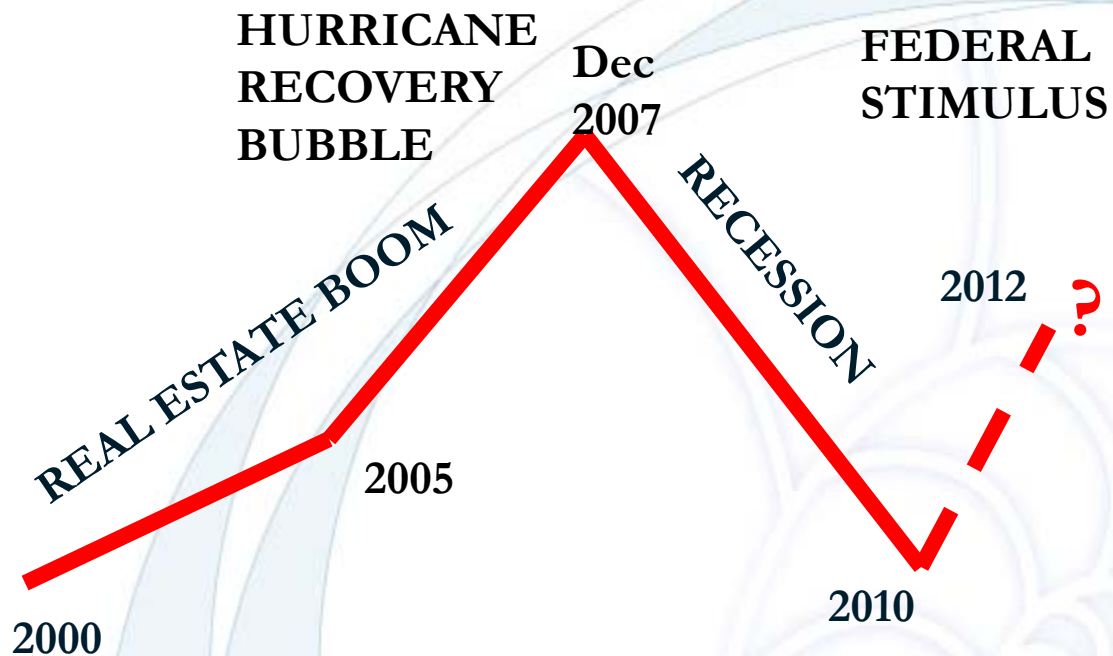 HURRICANE
RECOVERY
BUBBLE
Dec
2007
FEDERAL
STIMULUS
REAL ESTATE BOOM
RECESSION
2012
?
2005
2010
2000